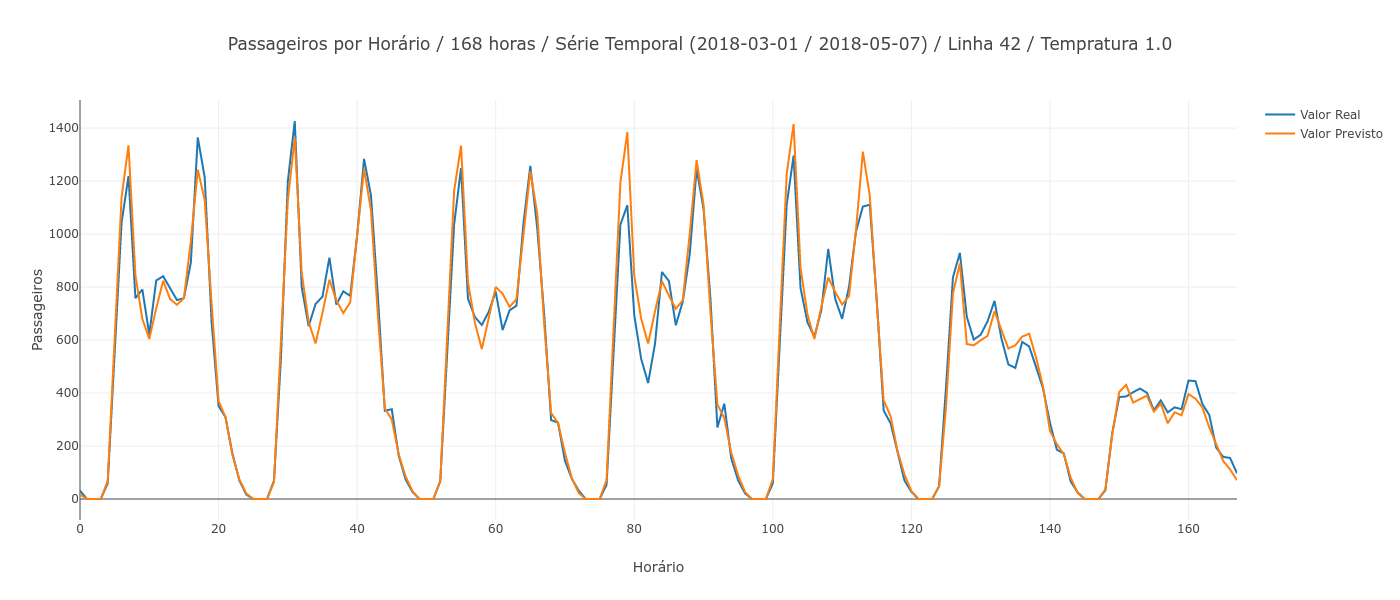 Passageiros por Horário / 168 horas / Série Temporal (2018-03-01 / 2018-05-07) / Linha 42 / Tempratura 1.0
Valor Real
Valor Previsto
Passageiros
1400
1200
1000
800
600
400
200
0
0 20 40 60 80 100 120 140 160
Horário